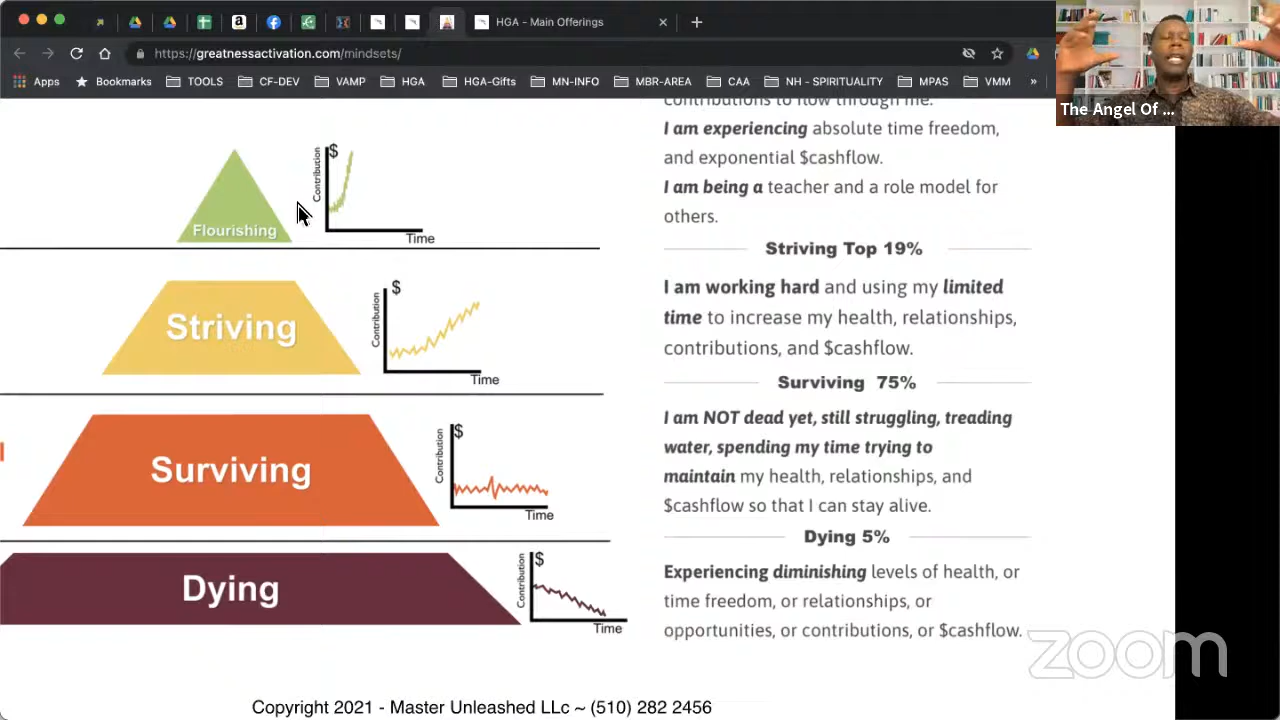 HGA - Main Offerings
https://greatnessactivation.com/mindsets/
Apps
Bookmarks
TOOLS
CF-DEV
VAMP
HGA
HGA-Gifts
MN-INFO
MBR-AREA
CAA
NH - SPIRITUALITY
MPAS
VMM
»
The Angel Of ...
Flourishing
$
Contribution
Time
Striving
$
Contribution
Time
Surviving
$
Contribution
Time
Dying
$
Contribution
Time
contributions to flow through me.
I am experiencing absolute time freedom,
and exponential $cashflow.
I am being a teacher and a role model for
others.
Striving Top 19%
I am working hard and using my limited
time to increase my health, relationships,
contributions, and $cashflow.
Surviving 75%
I am NOT dead yet, still struggling, treading
water, spending my time trying to
maintain my health, relationships, and
$cashflow so that I can stay alive.
Dying 5%
Experiencing diminishing levels of health, or
time freedom, or relationships, or
opportunities, or contributions, or $cashflow.
zoom
Copyright 2021 - Master Unleashed LLc ~ (510) 282 2456